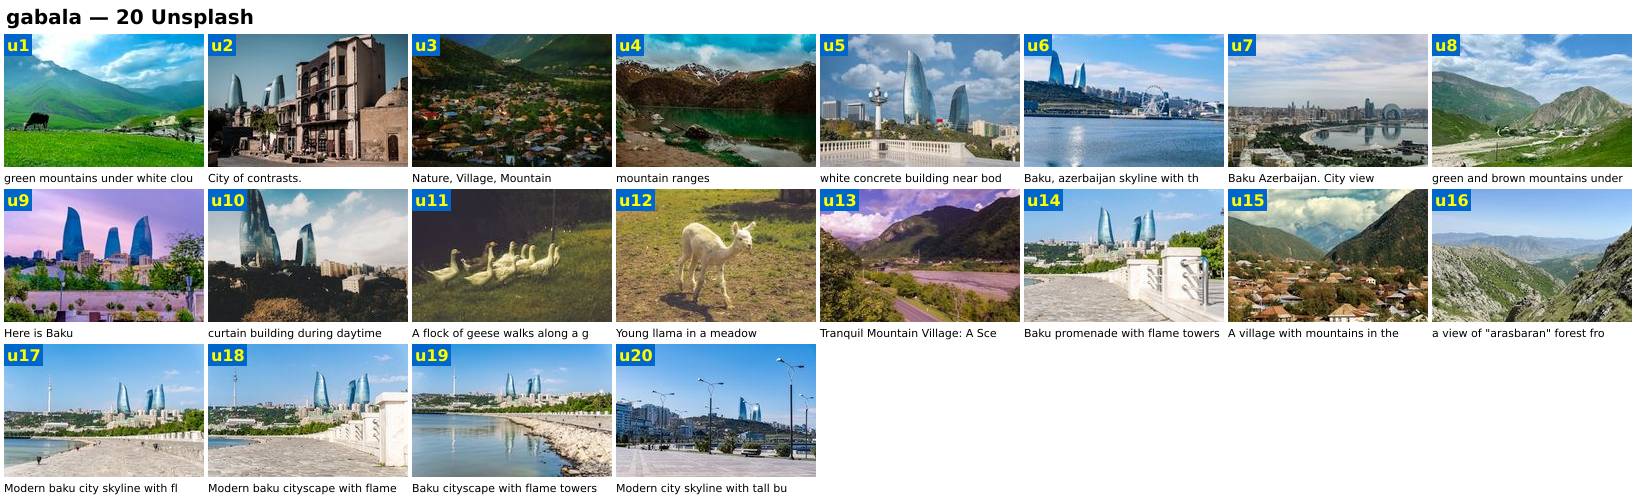 gabala — 20 Unsplash
u1
u2
u3
u4
u5
u6
u7
u8
green mountains under white clou
City of contrasts.
Nature, Village, Mountain
mountain ranges
white concrete building near bod
Baku, azerbaijan skyline with th
Baku Azerbaijan. City view
green and brown mountains under
u9
u10
u11
u12
u13
u14
u15
u16
Here is Baku
curtain building during daytime
A flock of geese walks along a g
Young llama in a meadow
Tranquil Mountain Village: A Sce
Baku promenade with flame towers
A village with mountains in the
a view of "arasbaran" forest fro
u17
u18
u19
u20
Modern baku city skyline with fl
Modern baku cityscape with flame
Baku cityscape with flame towers
Modern city skyline with tall bu